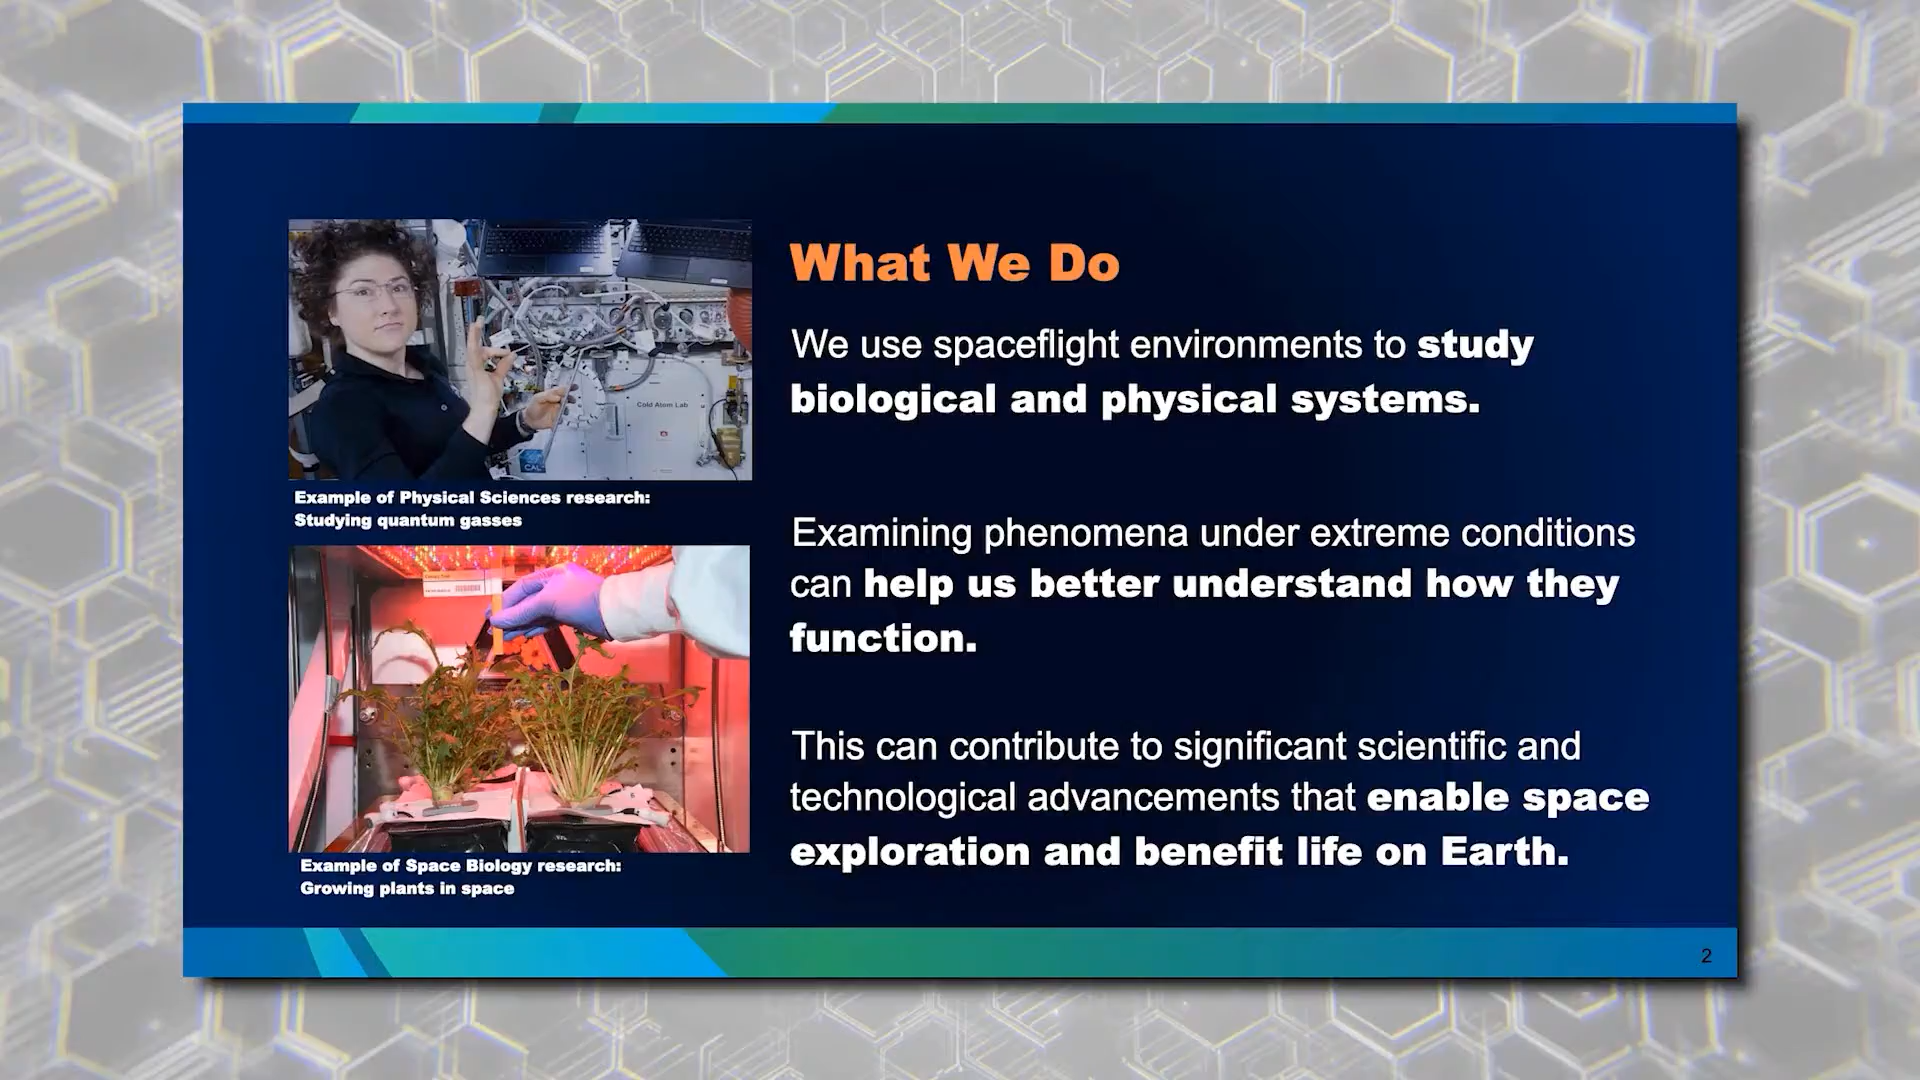 What We Do
We use spaceflight environments to study
biological and physical systems.
Examining phenomena under extreme conditions
can help us better understand how they
function.
This can contribute to significant scientific and
technological advancements that enable space
exploration and benefit life on Earth.
Cold Atom Lab
CAL
Example of Physical Sciences research:
Studying quantum gasses
Example of Space Biology research:
Growing plants in space
2